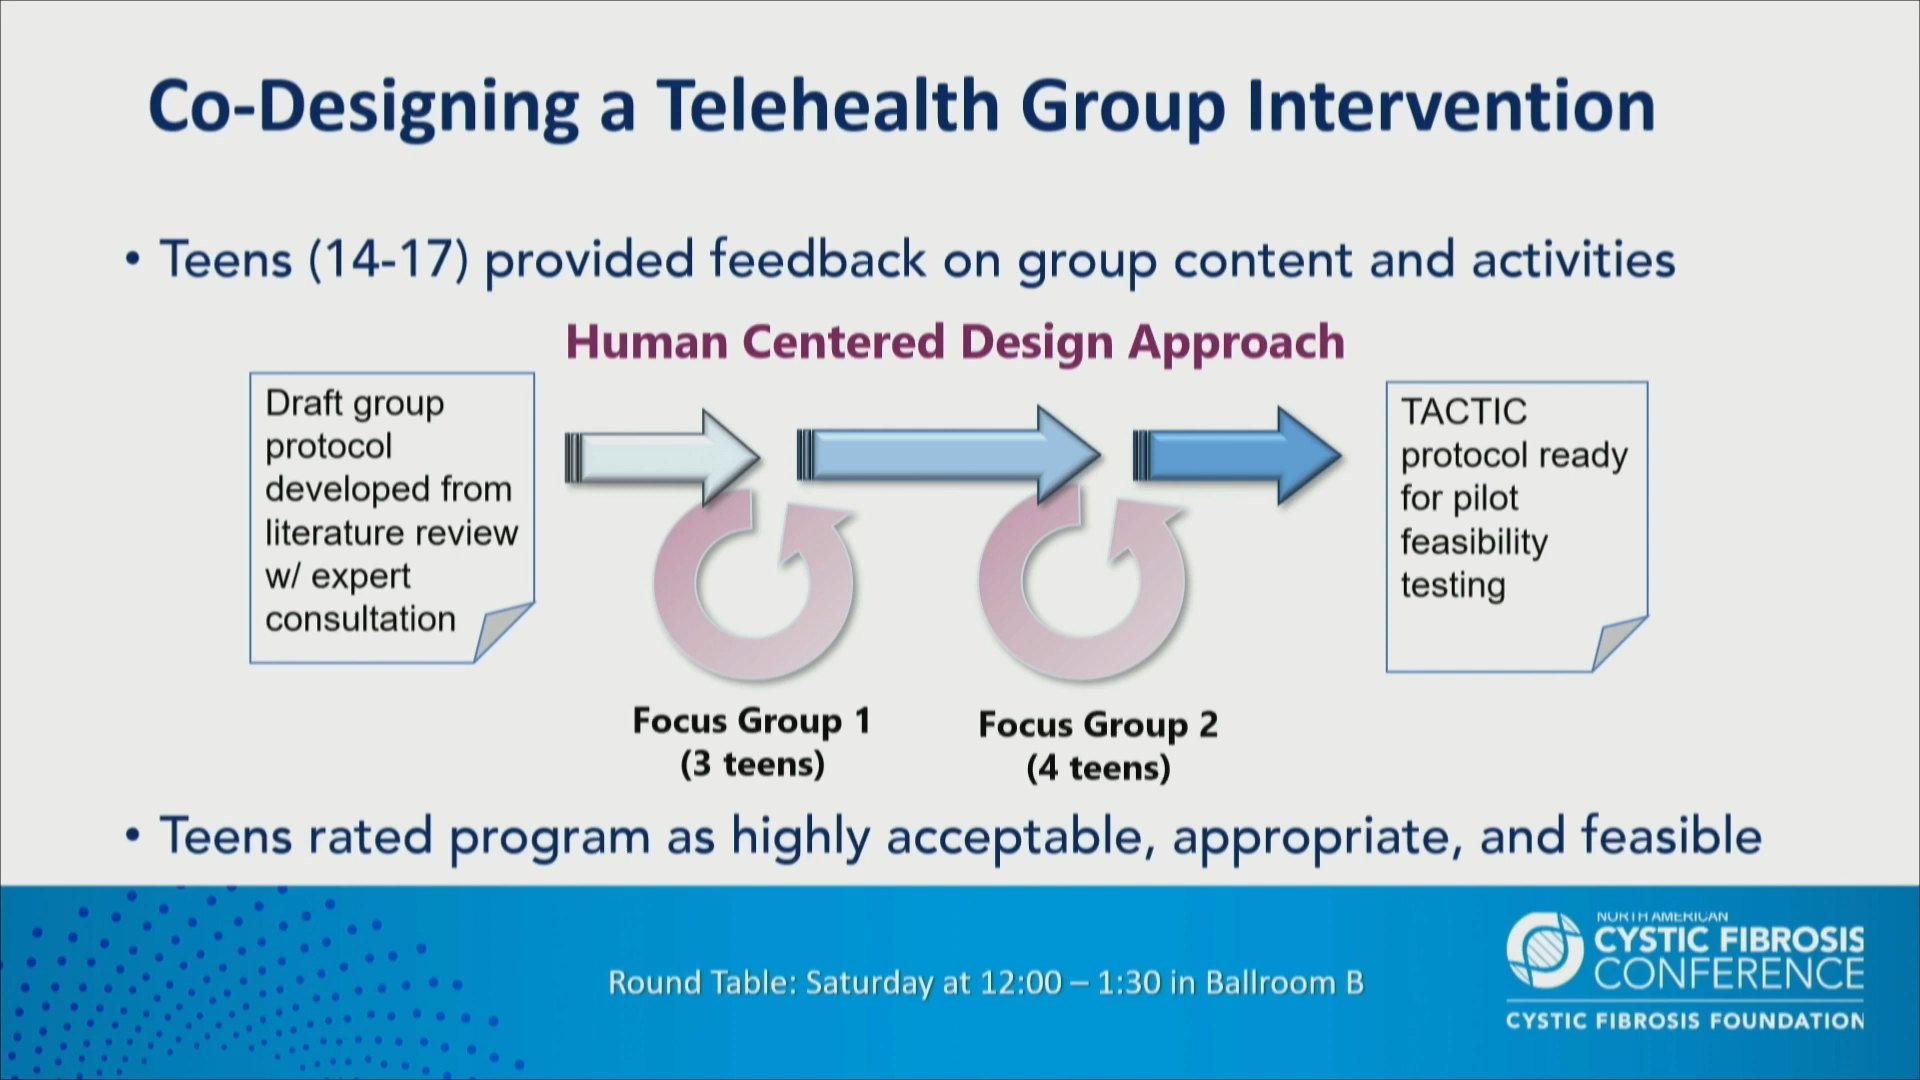 Co-Designing a Telehealth Group Intervention
• Teens (14-17) provided feedback on group content and activities
Human Centered Design Approach
Draft group
protocol
developed from
literature review
w/ expert
consultation
TACTIC
protocol ready
for pilot
feasibility
testing
Focus Group 1
(3 teens)
Focus Group 2
(4 teens)
• Teens rated program as highly acceptable, appropriate, and feasible
Round Table: Saturday at 12:00 – 1:30 in Ballroom B
NORTH AMERICAN
CYSTIC FIBROSIS
CONFERENCE
CYSTIC FIBROSIS FOUNDATION